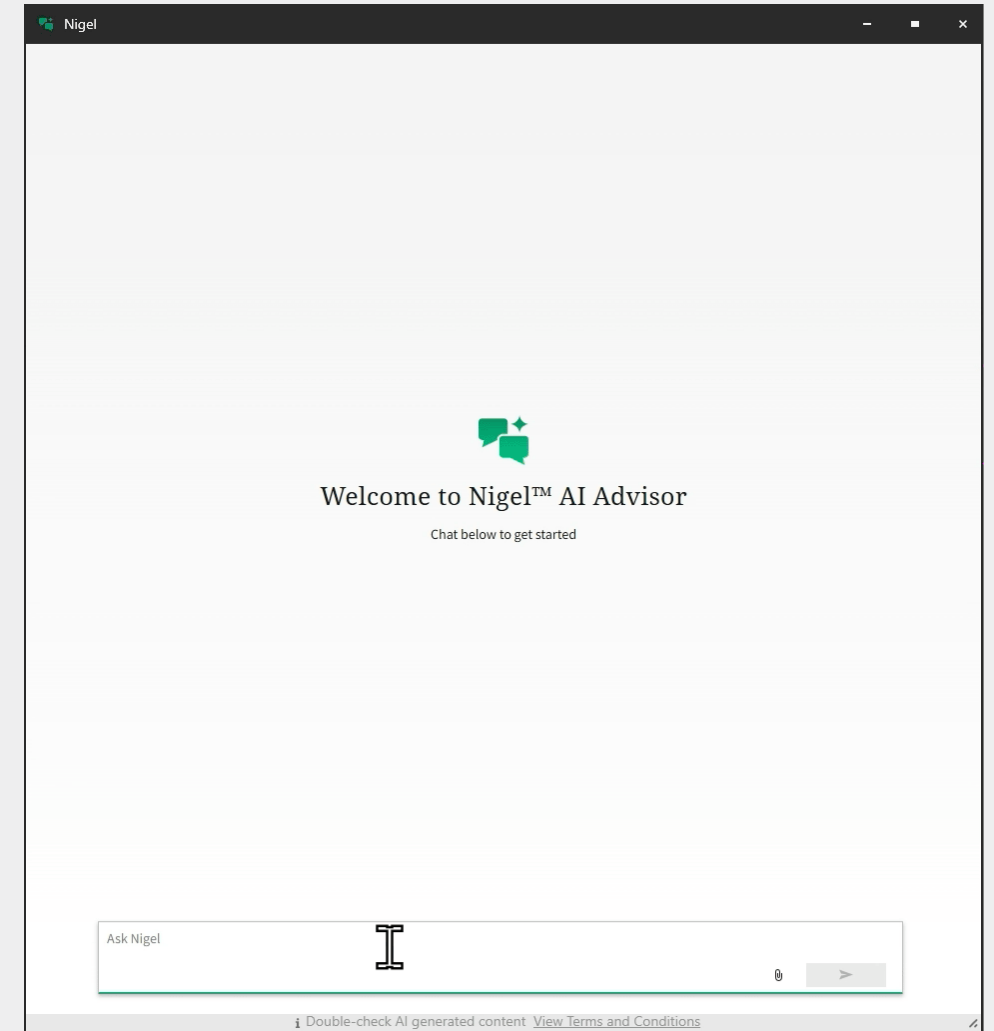 Nigel
Welcome to Nigel™ AI Advisor
Chat below to get started
Ask Nigel
Double-check AI generated content View Terms and Conditions